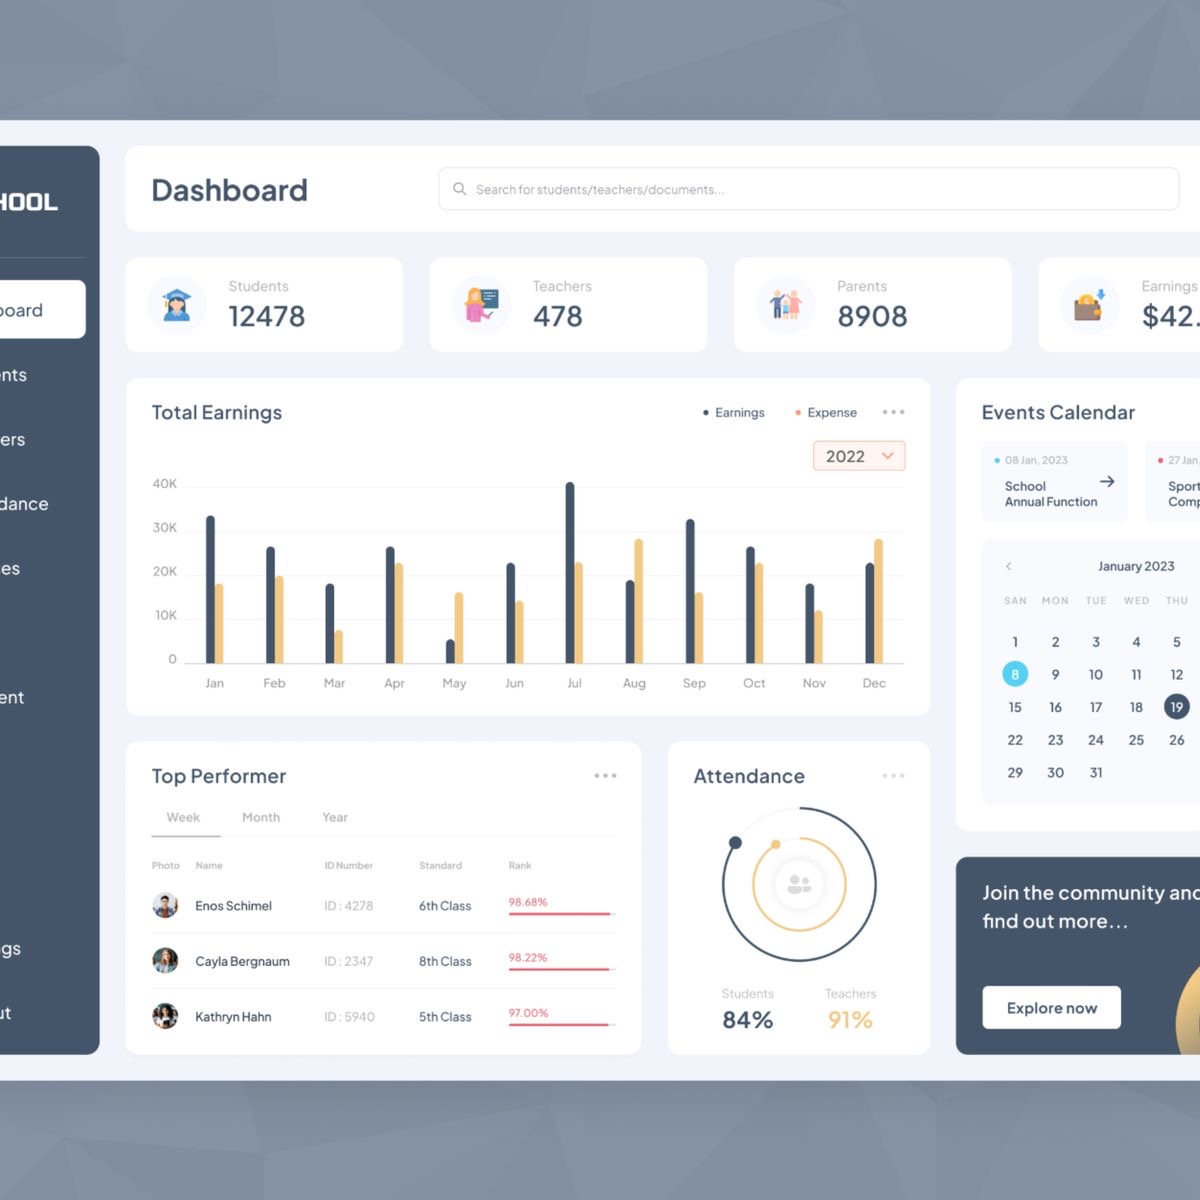 HOOL
board
nts
ers
dance
es
ent
gs
ut
Dashboard
Search for students/teachers/documents...
Students
12478
Teachers
478
Parents
8908
Earnings
$42.
Total Earnings
Earnings
Expense
2022
40K
30K
20K
10K
0
Jan Feb Mar Apr May Jun Jul Aug Sep Oct Nov Dec
Events Calendar
08 Jan, 2023
School
Annual Function
27 Jan,
Sport
Comp
January 2023
SAN MON TUE WED THU
1 2 3 4 5
8 9 10 11 12
15 16 17 18 19
22 23 24 25 26
29 30 31
Top Performer
Week Month Year
Photo Name ID Number Standard Rank
Enos Schimel ID : 4278 6th Class 98.68%
Cayla Bergnaum ID : 2347 8th Class 98.22%
Kathryn Hahn ID : 5940 5th Class 97.00%
Attendance
Students
84%
Teachers
91%
Join the community and
find out more...
Explore now